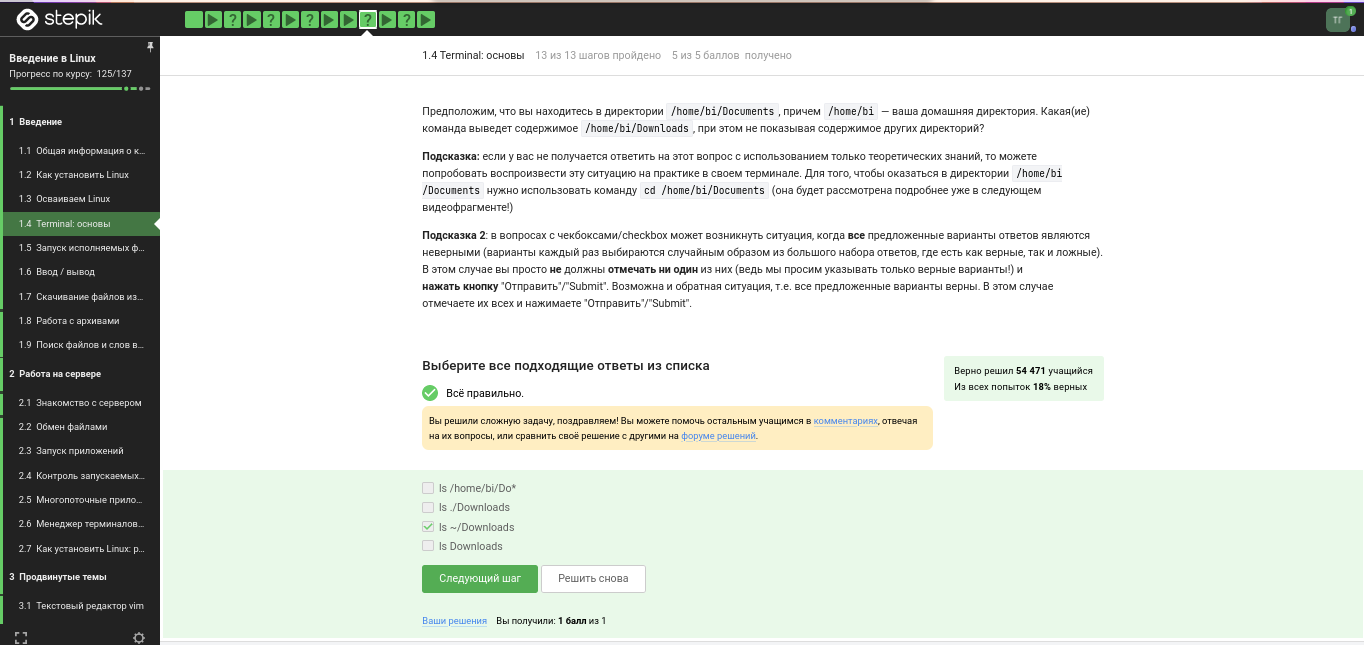 stepik
? ? ? ? ? ?
ТГ 1
Введение в Linux
Прогресс по курсу: 125/137
1 Введение
1.1 Общая информация о к...
1.2 Как установить Linux
1.3 Осваиваем Linux
1.4 Terminal: основы
1.5 Запуск исполняемых ф...
1.6 Ввод / вывод
1.7 Скачивание файлов из...
1.8 Работа с архивами
1.9 Поиск файлов и слов в...
2 Работа на сервере
2.1 Знакомство с сервером
2.2 Обмен файлами
2.3 Запуск приложений
2.4 Контроль запускаемых...
2.5 Многопоточные прило...
2.6 Менеджер терминалов...
2.7 Как установить Linux: р...
3 Продвинутые темы
3.1 Текстовый редактор vim
1.4 Terminal: основы 13 из 13 шагов пройдено 5 из 5 баллов получено
Предположим, что вы находитесь в директории /home/bi/Documents , причем /home/bi — ваша домашняя директория. Какая(ие)
команда выведет содержимое /home/bi/Downloads , при этом не показывая содержимое других директорий?
Подсказка: если у вас не получается ответить на этот вопрос с использованием только теоретических знаний, то можете
попробовать воспроизвести эту ситуацию на практике в своем терминале. Для того, чтобы оказаться в директории /home/bi
/Documents нужно использовать команду cd /home/bi/Documents (она будет рассмотрена подробнее уже в следующем
видеофрагменте!)
Подсказка 2: в вопросах с чекбоксами/checkbox может возникнуть ситуация, когда все предложенные варианты ответов являются
неверными (варианты каждый раз выбираются случайным образом из большого набора ответов, где есть как верные, так и ложные).
В этом случае вы просто не должны отмечать ни один из них (ведь мы просим указывать только верные варианты!) и
нажать кнопку "Отправить"/"Submit". Возможна и обратная ситуация, т.е. все предложенные варианты верны. В этом случае
отмечаете их всех и нажимаете "Отправить"/"Submit".
Выберите все подходящие ответы из списка
Верно решил 54 471 учащийся
Из всех попыток 18% верных
Всё правильно.
Вы решили сложную задачу, поздравляем! Вы можете помочь остальным учащимся в комментариях, отвечая
на их вопросы, или сравнить своё решение с другими на форуме решений.
ls /home/bi/Do*
ls ./Downloads
ls ~/Downloads
ls Downloads
Следующий шаг Решить снова
Ваши решения Вы получили: 1 балл из 1